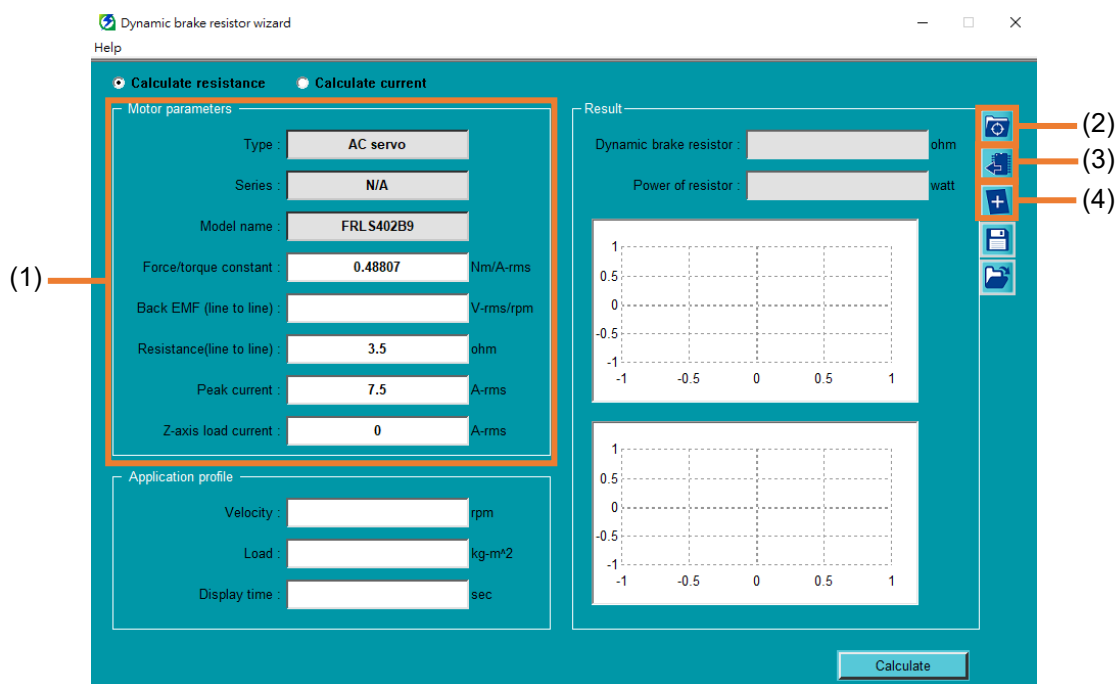 Dynamic brake resistor wizard
Help
Calculate resistance Calculate current
Motor parameters
Type : AC servo
Series : N/A
Model name : FRLS402B9
Force/torque constant : 0.48807 Nm/A-rms
Back EMF (line to line) : V-rms/rpm
Resistance(line to line) : 3.5 ohm
Peak current : 7.5 A-rms
Z-axis load current : 0 A-rms
(1)
Application profile
Velocity : rpm
Load : kg-m^2
Display time : sec
Result
Dynamic brake resistor : ohm
Power of resistor : watt
1
0.5
0
-0.5
-1
-1 -0.5 0 0.5 1
1
0.5
0
-0.5
-1
-1 -0.5 0 0.5 1
Calculate
(2)
(3)
(4)